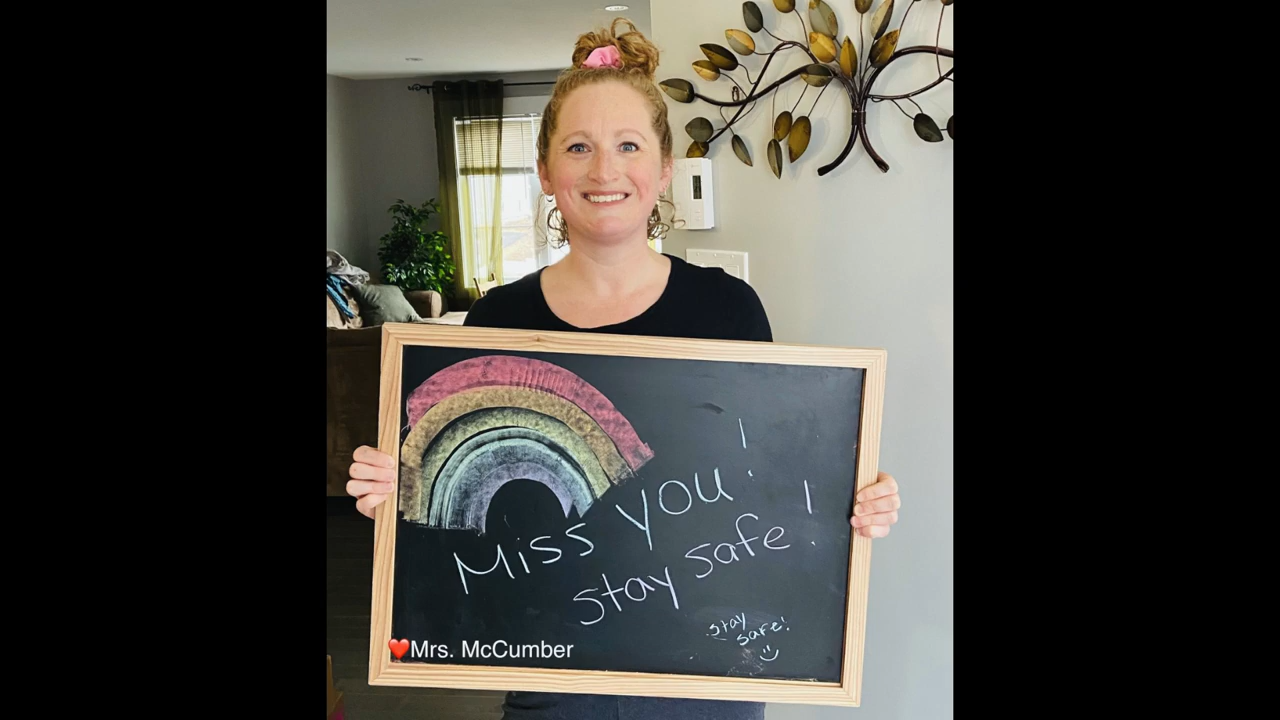 Miss you!
stay safe!
stay
safe!
❤️Mrs. McCumber